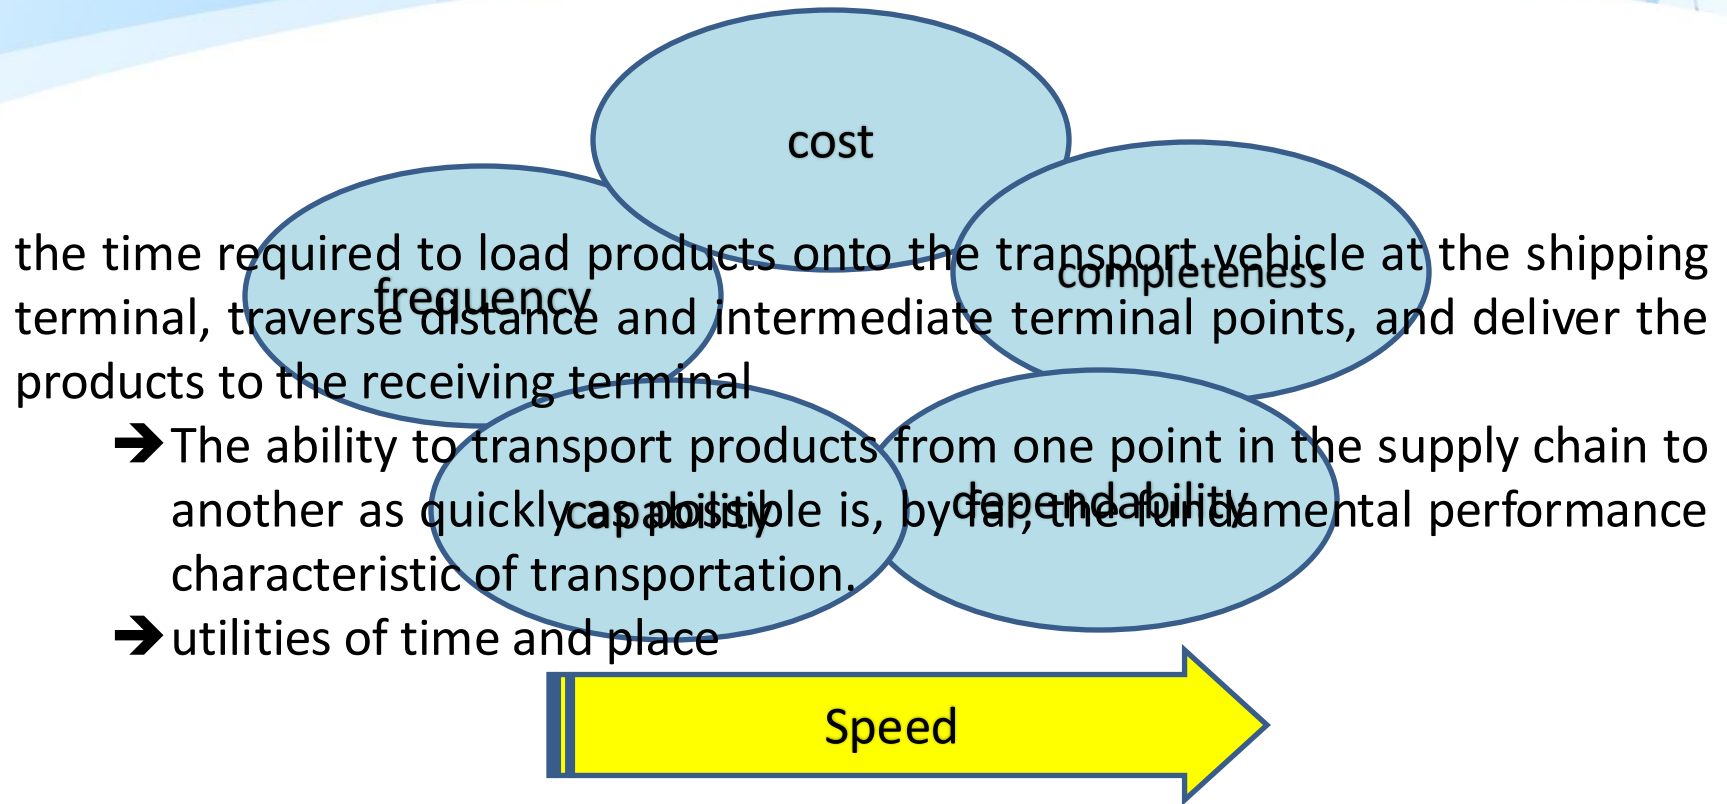 cost
the time required to load products onto the transport vehicle at the shipping
completeness
frequency
terminal, traverse distance and intermediate terminal points, and deliver the
products to the receiving terminal
➔ The ability to transport products from one point in the supply chain to
another as quickly as possible is, by far, the fundamental performance
capability
dependability
characteristic of transportation.
➔ utilities of time and place
Speed